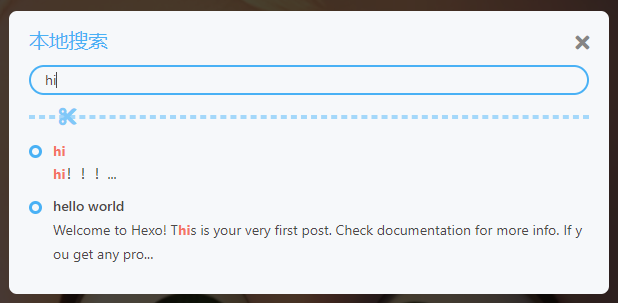 本地搜索
hi
hi
hi！！！...
hello world
Welcome to Hexo! This is your very first post. Check documentation for more info. If y
ou get any pro...